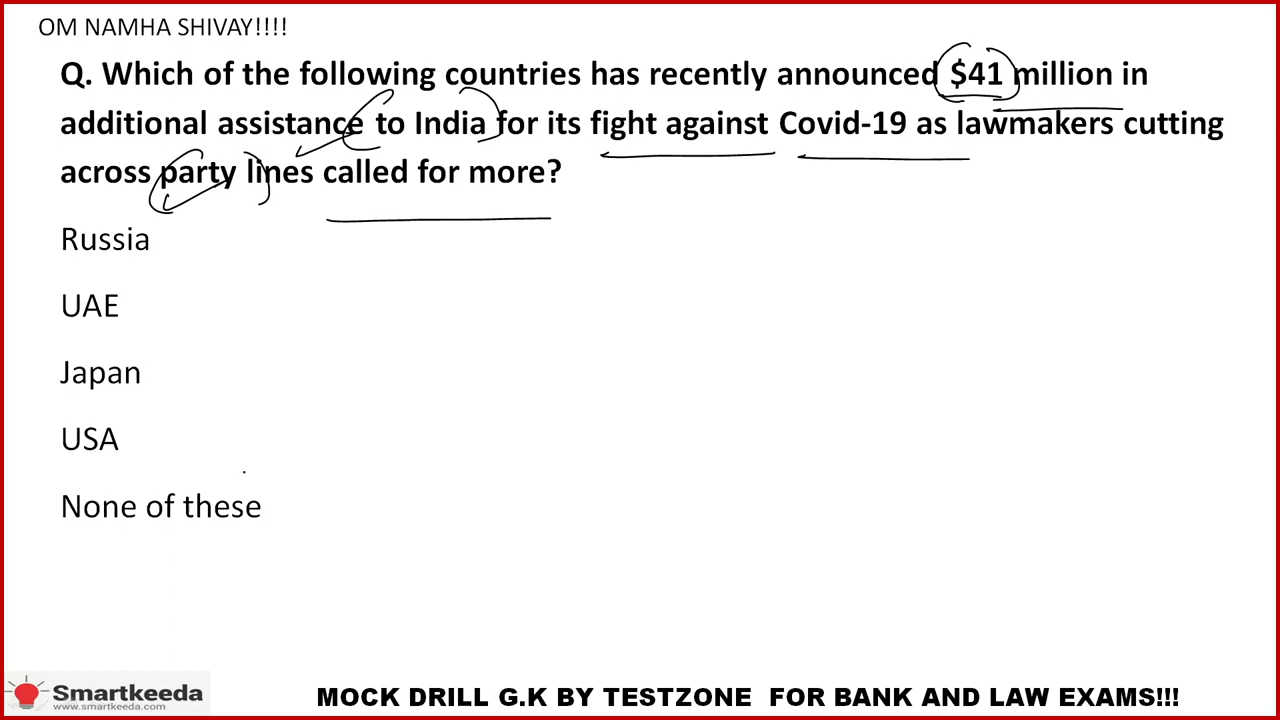 OM NAMHA SHIVAY!!!!
Q. Which of the following countries has recently announced $41 million in
additional assistance to India for its fight against Covid-19 as lawmakers cutting
across party lines called for more?
Russia
UAE
Japan
USA
None of these
Smartkeeda
www.smartkeeda.com
MOCK DRILL G.K BY TESTZONE FOR BANK AND LAW EXAMS!!!